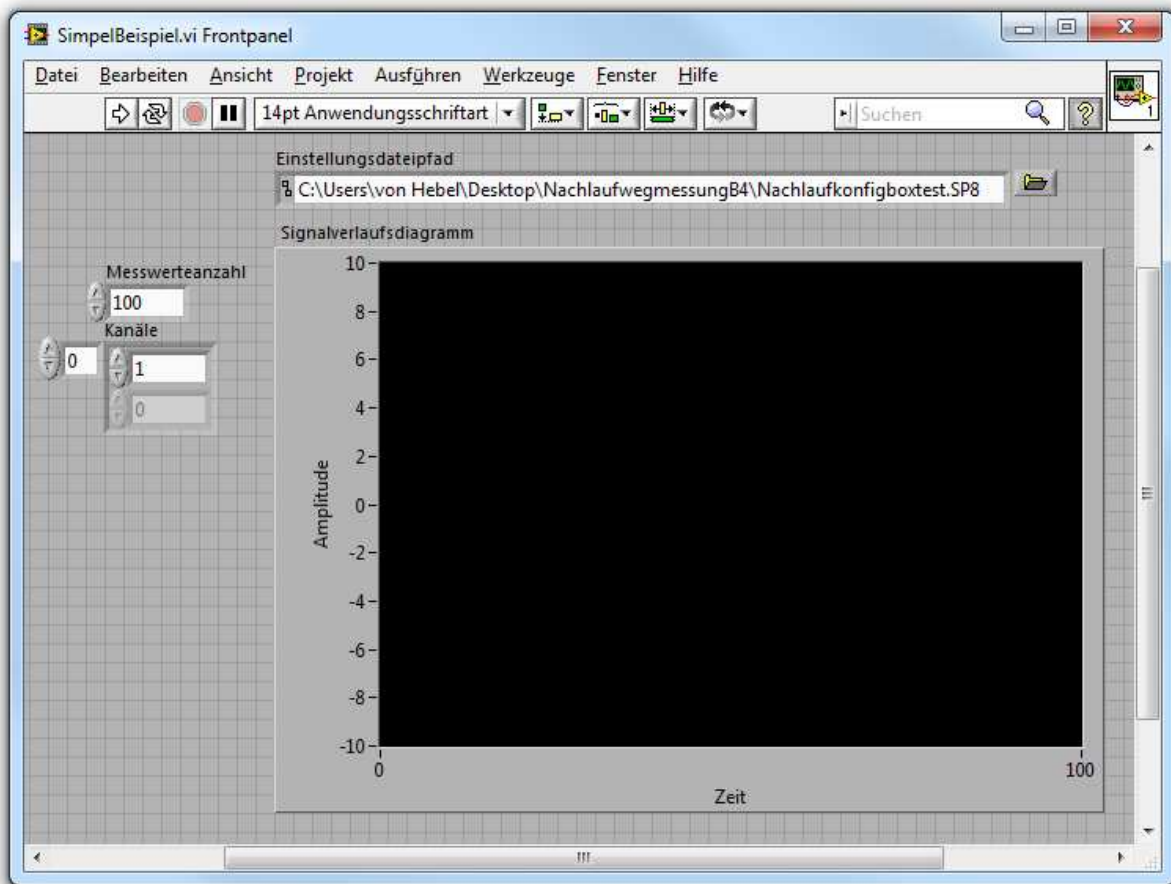 SimpelBeispiel.vi Frontpanel
Datei Bearbeiten Ansicht Projekt Ausführen Werkzeuge Fenster Hilfe
14pt Anwendungsschriftart
Suchen
?
1
Einstellungsdateipfad
C:\Users\von Hebel\Desktop\NachlaufwegmessungB4\Nachlaufkonfigboxtest.SP8
Signalverlaufsdiagramm
Messwerteanzahl
100
Kanäle
0
1
0
10
8
6
4
2
0
-2
-4
-6
-8
-10
Amplitude
0
100
Zeit